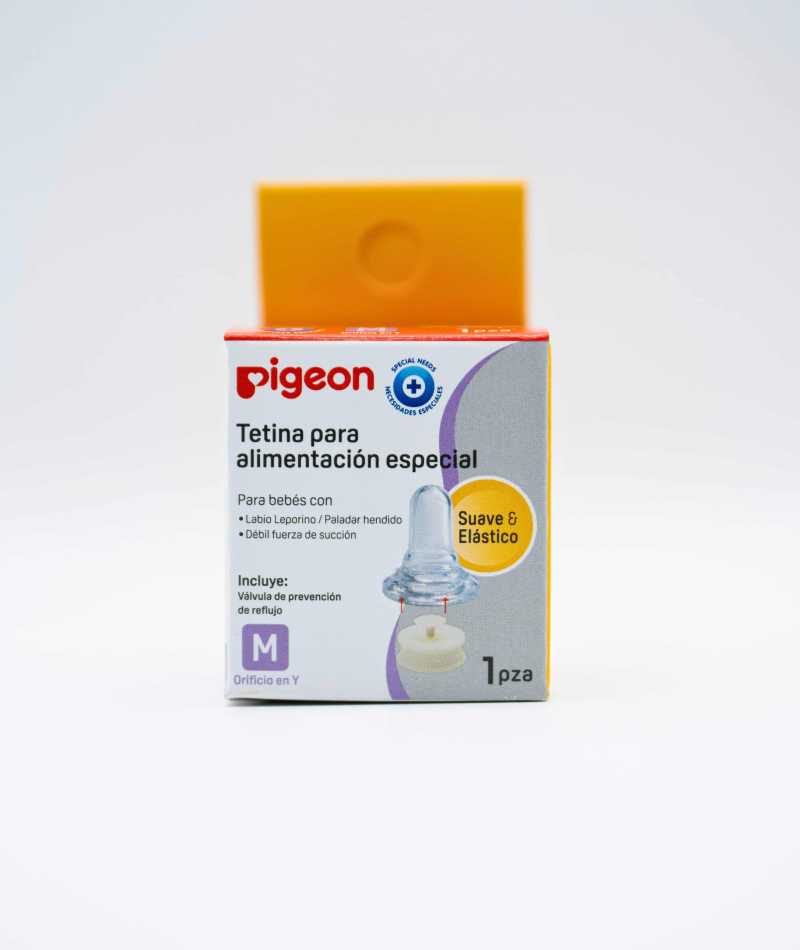 M
1pza
pigeon
SPECIAL NEEDS
NECESIDADES ESPECIALES
Tetina para
alimentación especial
Para bebés con
• Labio Leporino / Paladar hendido
• Débil fuerza de succión
Suave &
Elástico
Incluye:
Válvula de prevención
de reflujo
M
Orificio en Y
1pza